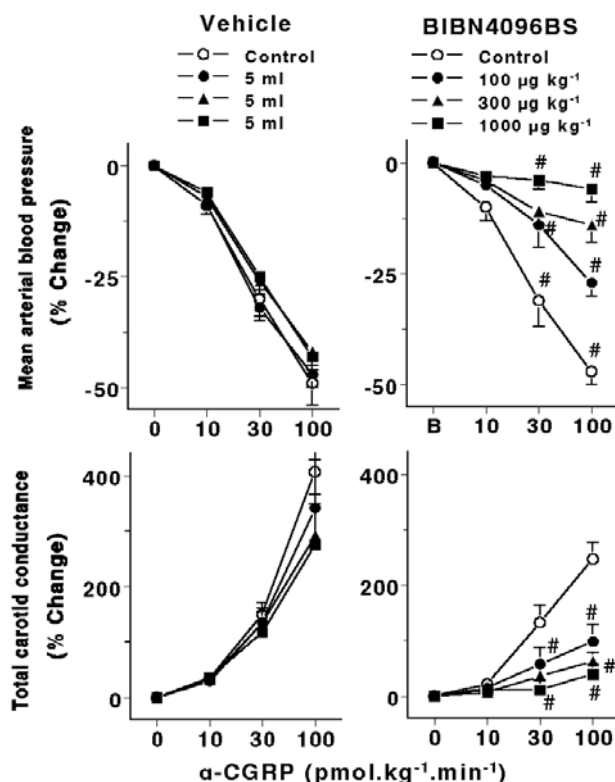 Vehicle
Control
5 ml
5 ml
5 ml
BIBN4096BS
Control
100 µg kg⁻¹
300 µg kg⁻¹
1000 µg kg⁻¹
Mean arterial blood pressure
(% Change)
0
-25
-50
0 10 30 100
0
-25
-50
B 10 30 100
# #
# #
#
# #
Total carotid conductance
(% Change)
400
200
0
0 10 30 100
400
200
0
0 10 30 100
#
# #
# #
α-CGRP (pmol.kg⁻¹.min⁻¹)